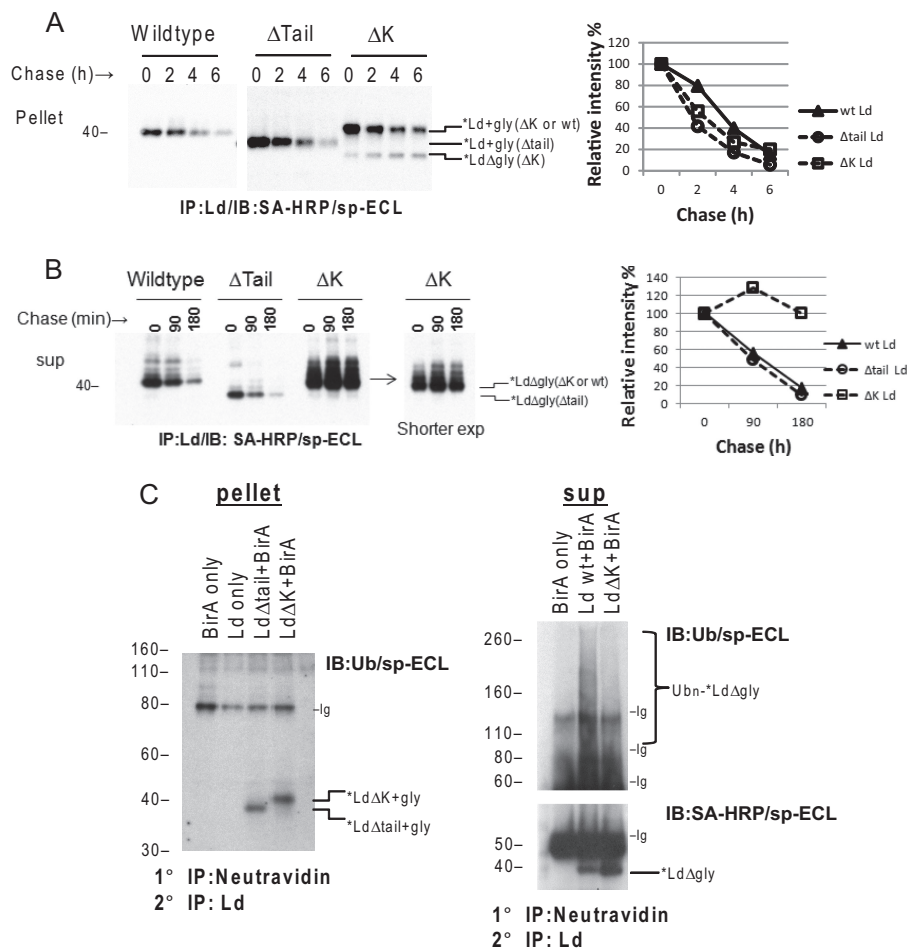 A
Wildtype
ΔTail
ΔK
Chase (h)→
0 2 4 6
0 2 4 6
0 2 4 6
Pellet
40–
*Ld+gly(ΔK or wt)
*Ld+gly(Δtail)
*LdΔgly(ΔK)
IP:Ld/IB:SA-HRP/sp-ECL
Relative intensity %
120
100
80
60
40
20
0
0 2 4 6
Chase (h)
wt Ld
Δtail Ld
ΔK Ld
B
Wildtype
ΔTail
ΔK
ΔK
Chase (min)→
0 90 180
0 90 180
0 90 180
0 90 180
sup
40–
*LdΔgly(ΔK or wt)
*LdΔgly(Δtail)
Shorter exp
IP:Ld/IB: SA-HRP/sp-ECL
Relative intensity %
140
120
100
80
60
40
20
0
0 90 180
Chase (h)
wt Ld
Δtail Ld
ΔK Ld
C
pellet
BirA only
Ld only
LdΔtail+BirA
LdΔK+BirA
160–
110–
80–
60–
40–
30–
IB:Ub/sp-ECL
–Ig
*LdΔK+gly
*LdΔtail+gly
1° IP:Neutravidin
2° IP: Ld
sup
BirA only
Ld wt+BirA
LdΔK+BirA
260–
160–
110–
80–
60–
IB:Ub/sp-ECL
Ubn-*LdΔgly
–Ig
–Ig
–Ig
IB:SA-HRP/sp-ECL
50–
40–
–Ig
*LdΔgly
1° IP:Neutravidin
2° IP: Ld